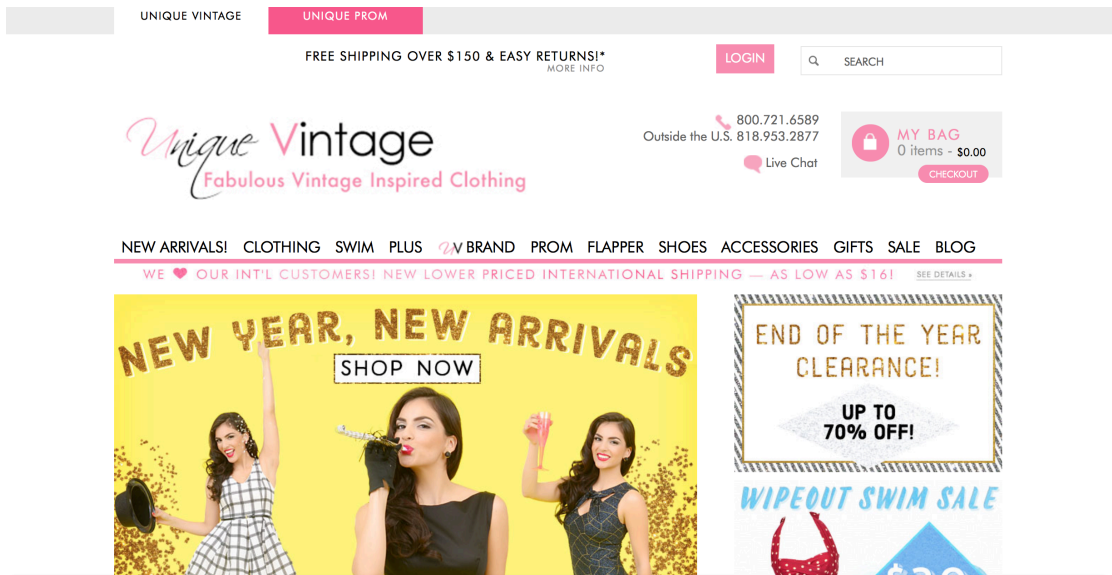 UNIQUE VINTAGE
UNIQUE PROM
FREE SHIPPING OVER $150 & EASY RETURNS!*
MORE INFO
LOGIN
SEARCH
Unique Vintage
Fabulous Vintage Inspired Clothing
800.721.6589
Outside the U.S. 818.953.2877
Live Chat
MY BAG
0 items - $0.00
CHECKOUT
NEW ARRIVALS! CLOTHING SWIM PLUS UV BRAND PROM FLAPPER SHOES ACCESSORIES GIFTS SALE BLOG
WE ♥ OUR INT'L CUSTOMERS! NEW LOWER PRICED INTERNATIONAL SHIPPING — AS LOW AS $16! SEE DETAILS ▴
NEW YEAR, NEW ARRIVALS
SHOP NOW
END OF THE YEAR
CLEARANCE!
UP TO
70% OFF!
WIPEOUT SWIM SALE